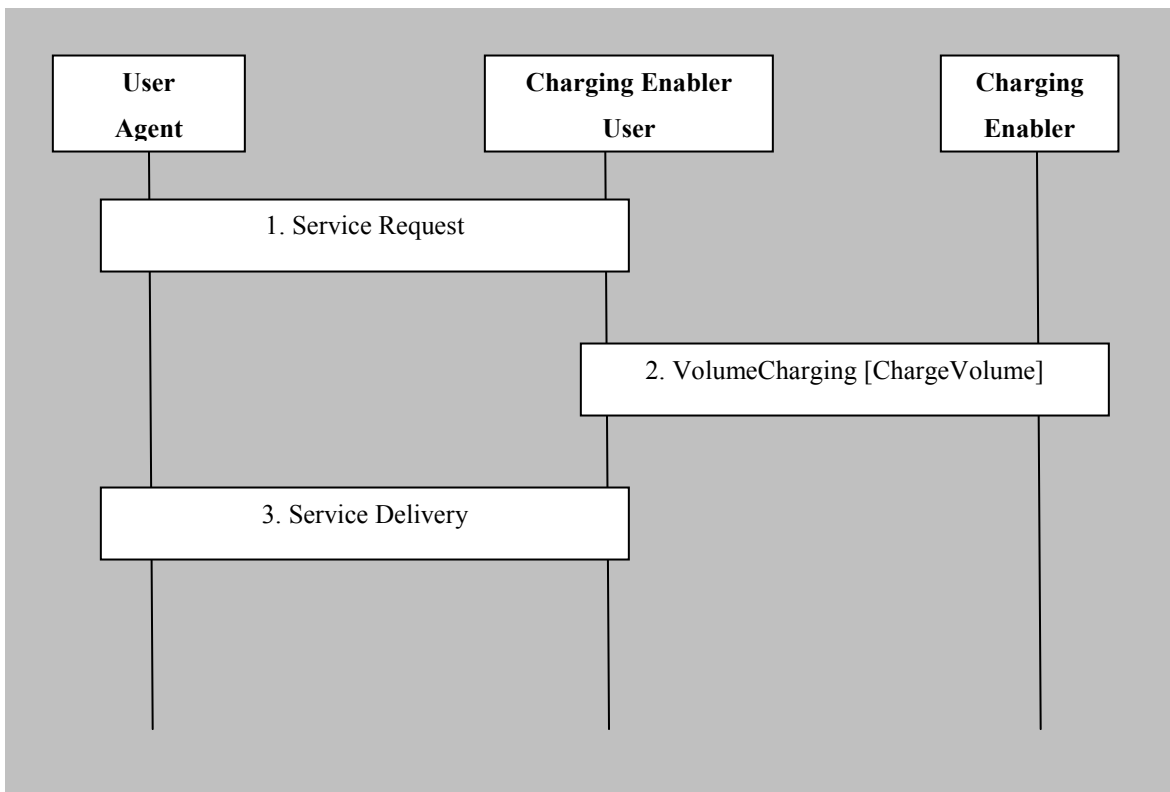 User
Agent
Charging Enabler
User
Charging
Enabler
1. Service Request
2. VolumeCharging [ChargeVolume]
3. Service Delivery